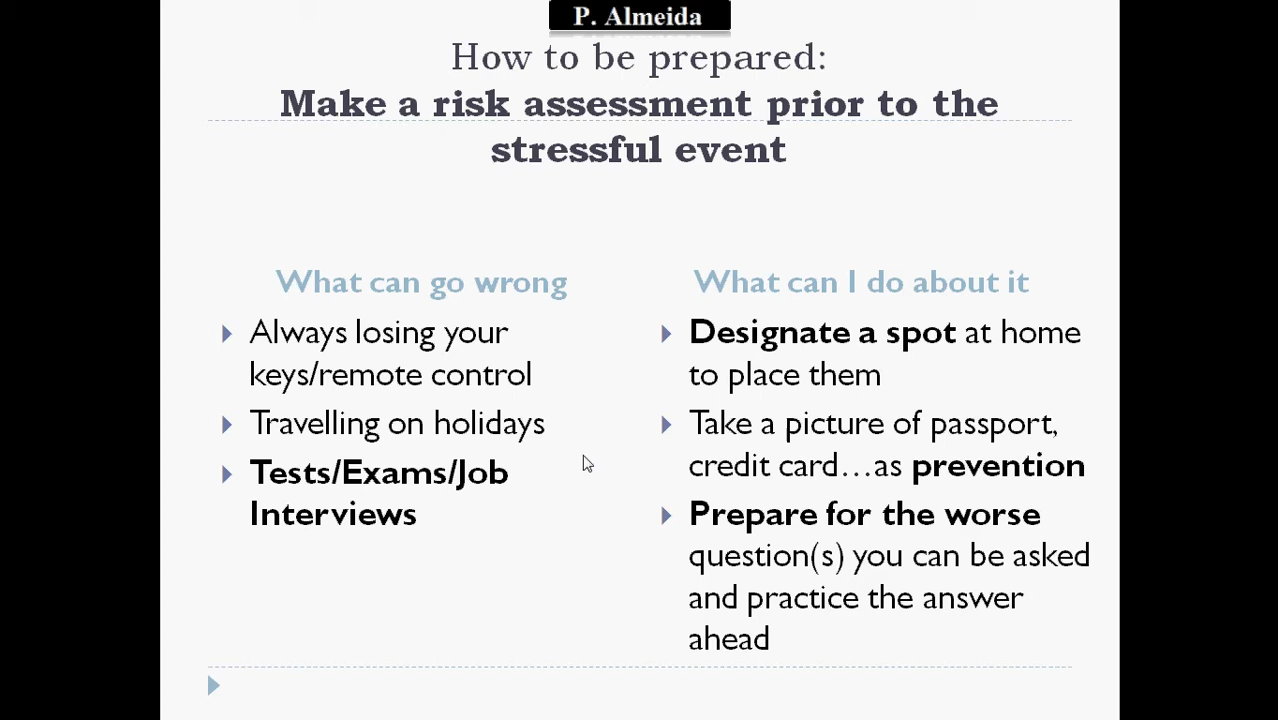 P. Almeida
How to be prepared:
Make a risk assessment prior to the
stressful event
What can go wrong
Always losing your
keys/remote control
Travelling on holidays
Tests/Exams/Job
Interviews
What can I do about it
Designate a spot at home
to place them
Take a picture of passport,
credit card...as prevention
Prepare for the worse
question(s) you can be asked
and practice the answer
ahead